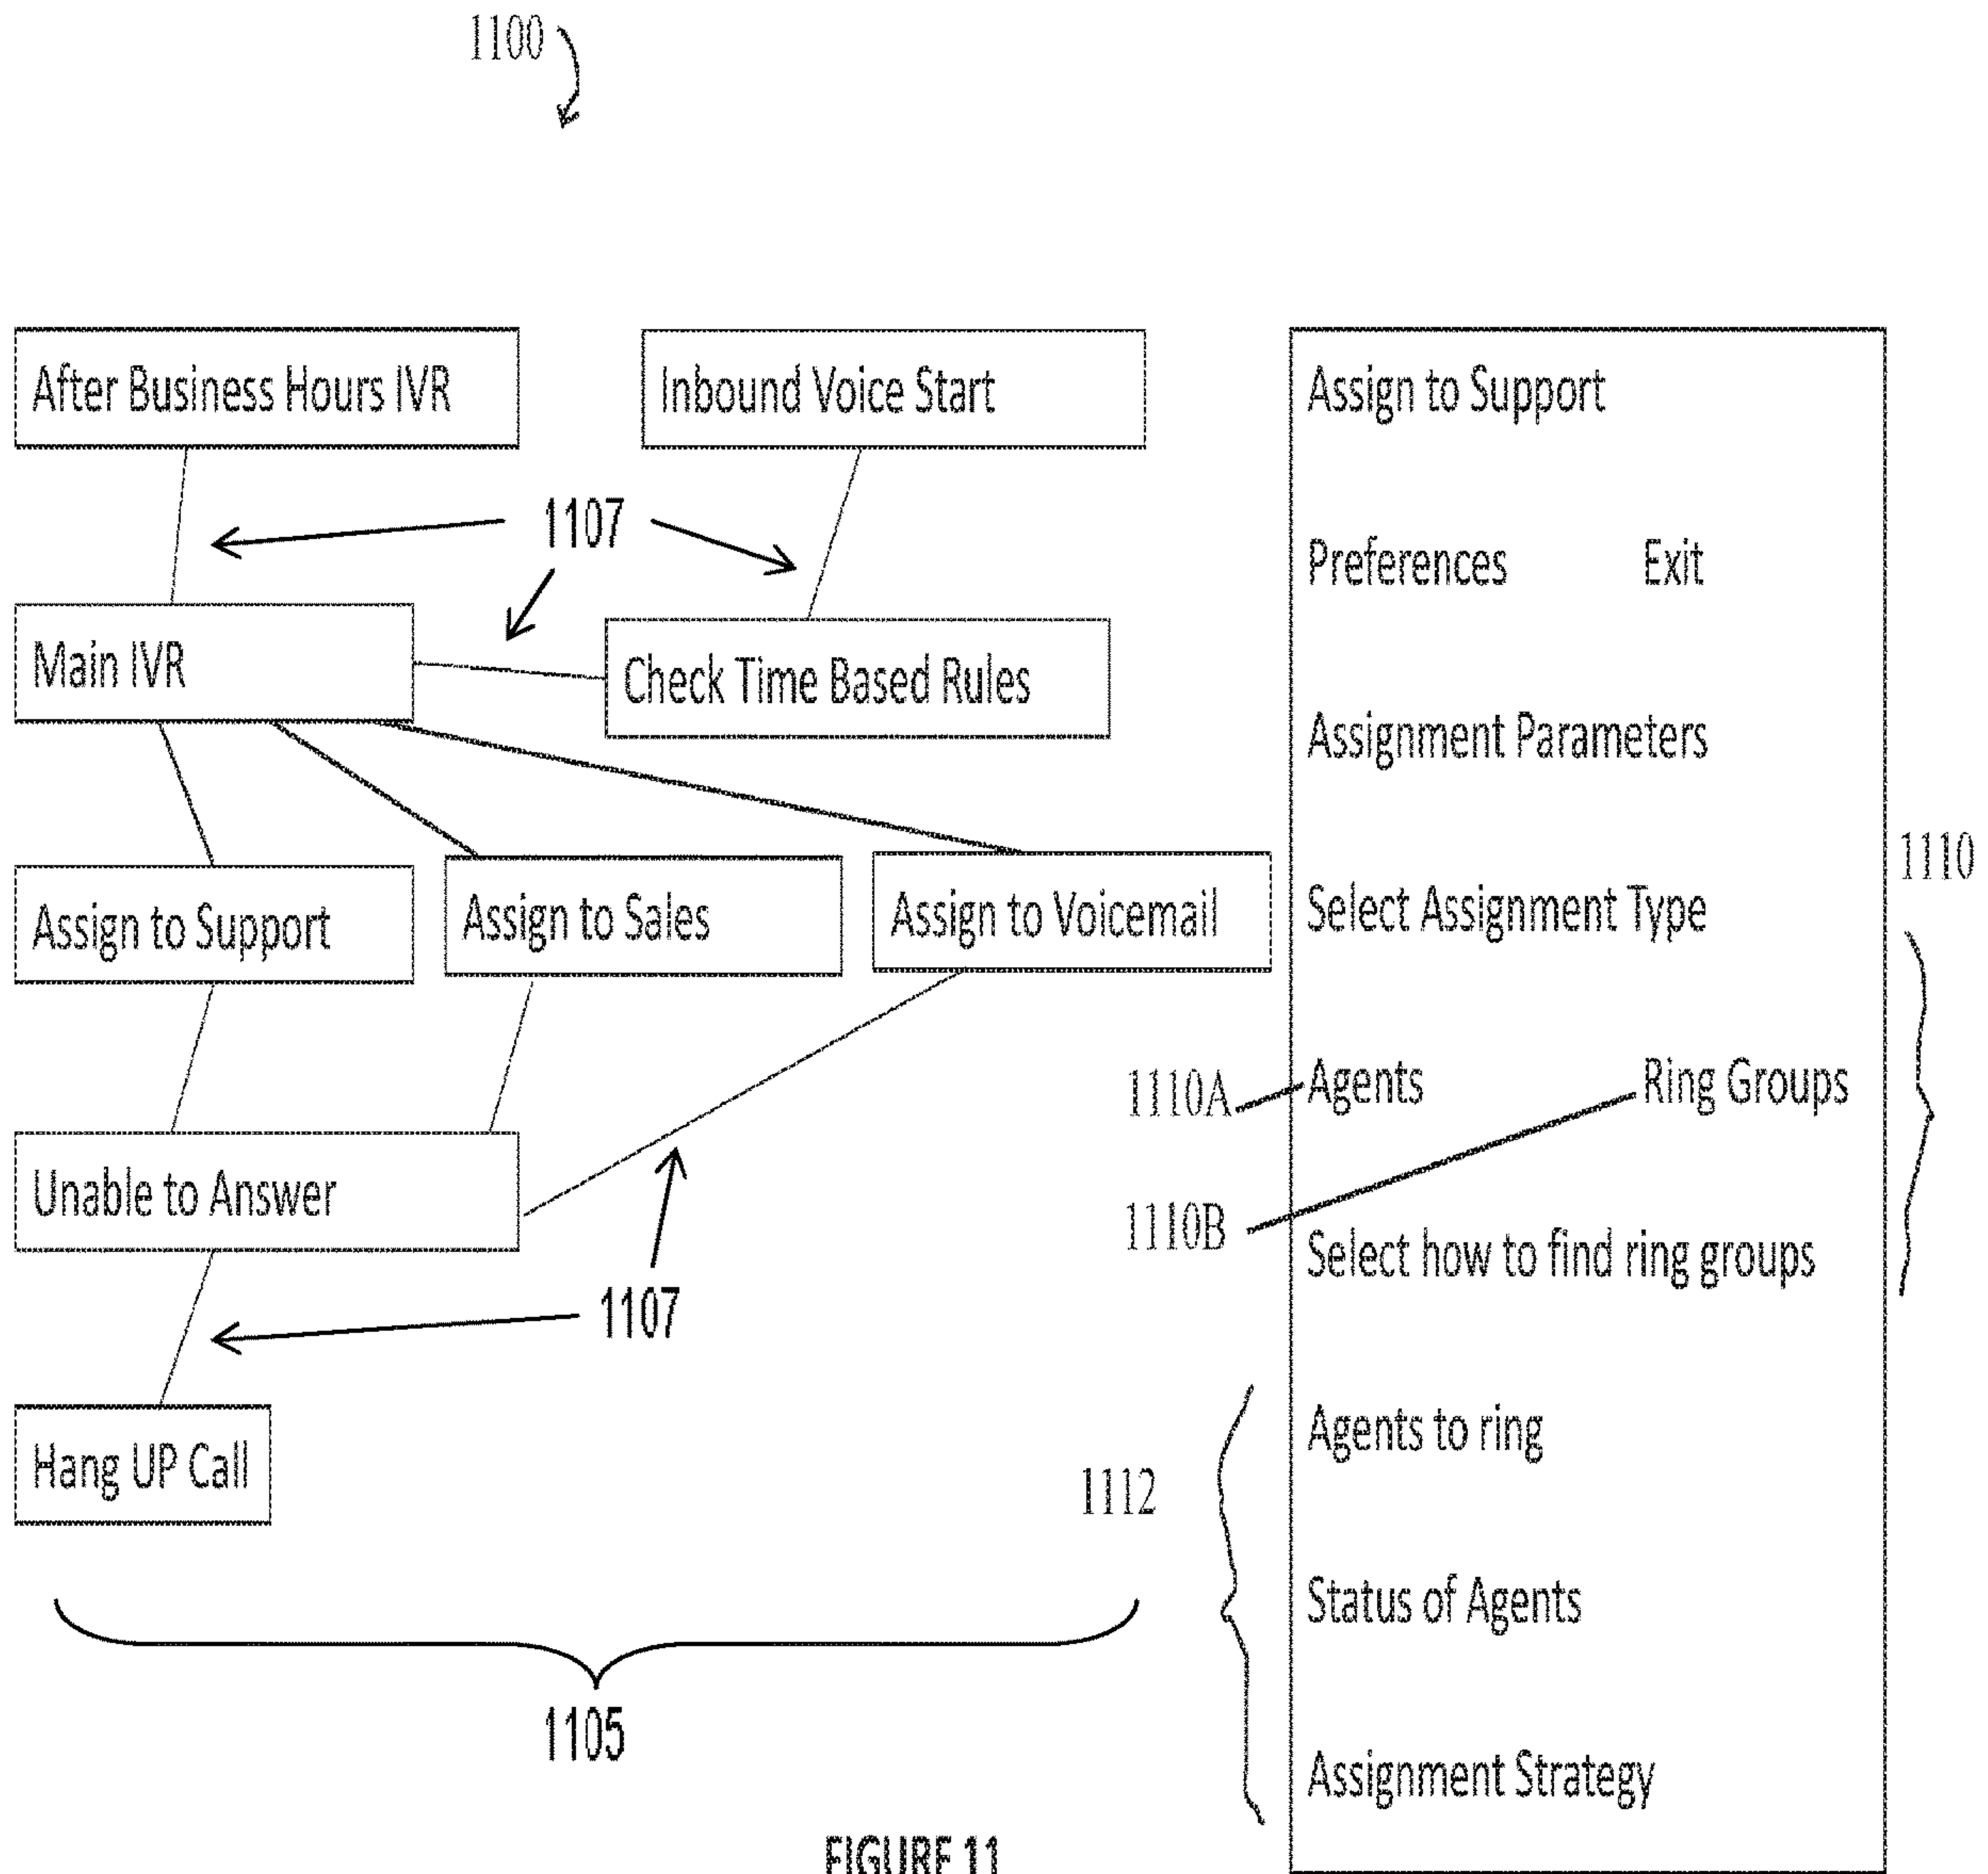 1100
After Business Hours IVR
Inbound Voice Start
1107
Main IVR
Check Time Based Rules
Assign to Support
Assign to Sales
Assign to Voicemail
Unable to Answer
1107
Hang UP Call
1105
Assign to Support
Preferences Exit
Assignment Parameters
Select Assignment Type
1110
1110A
Agents Ring Groups
1110B
Select how to find ring groups
Agents to ring
1112
Status of Agents
Assignment Strategy
FIGURE 11